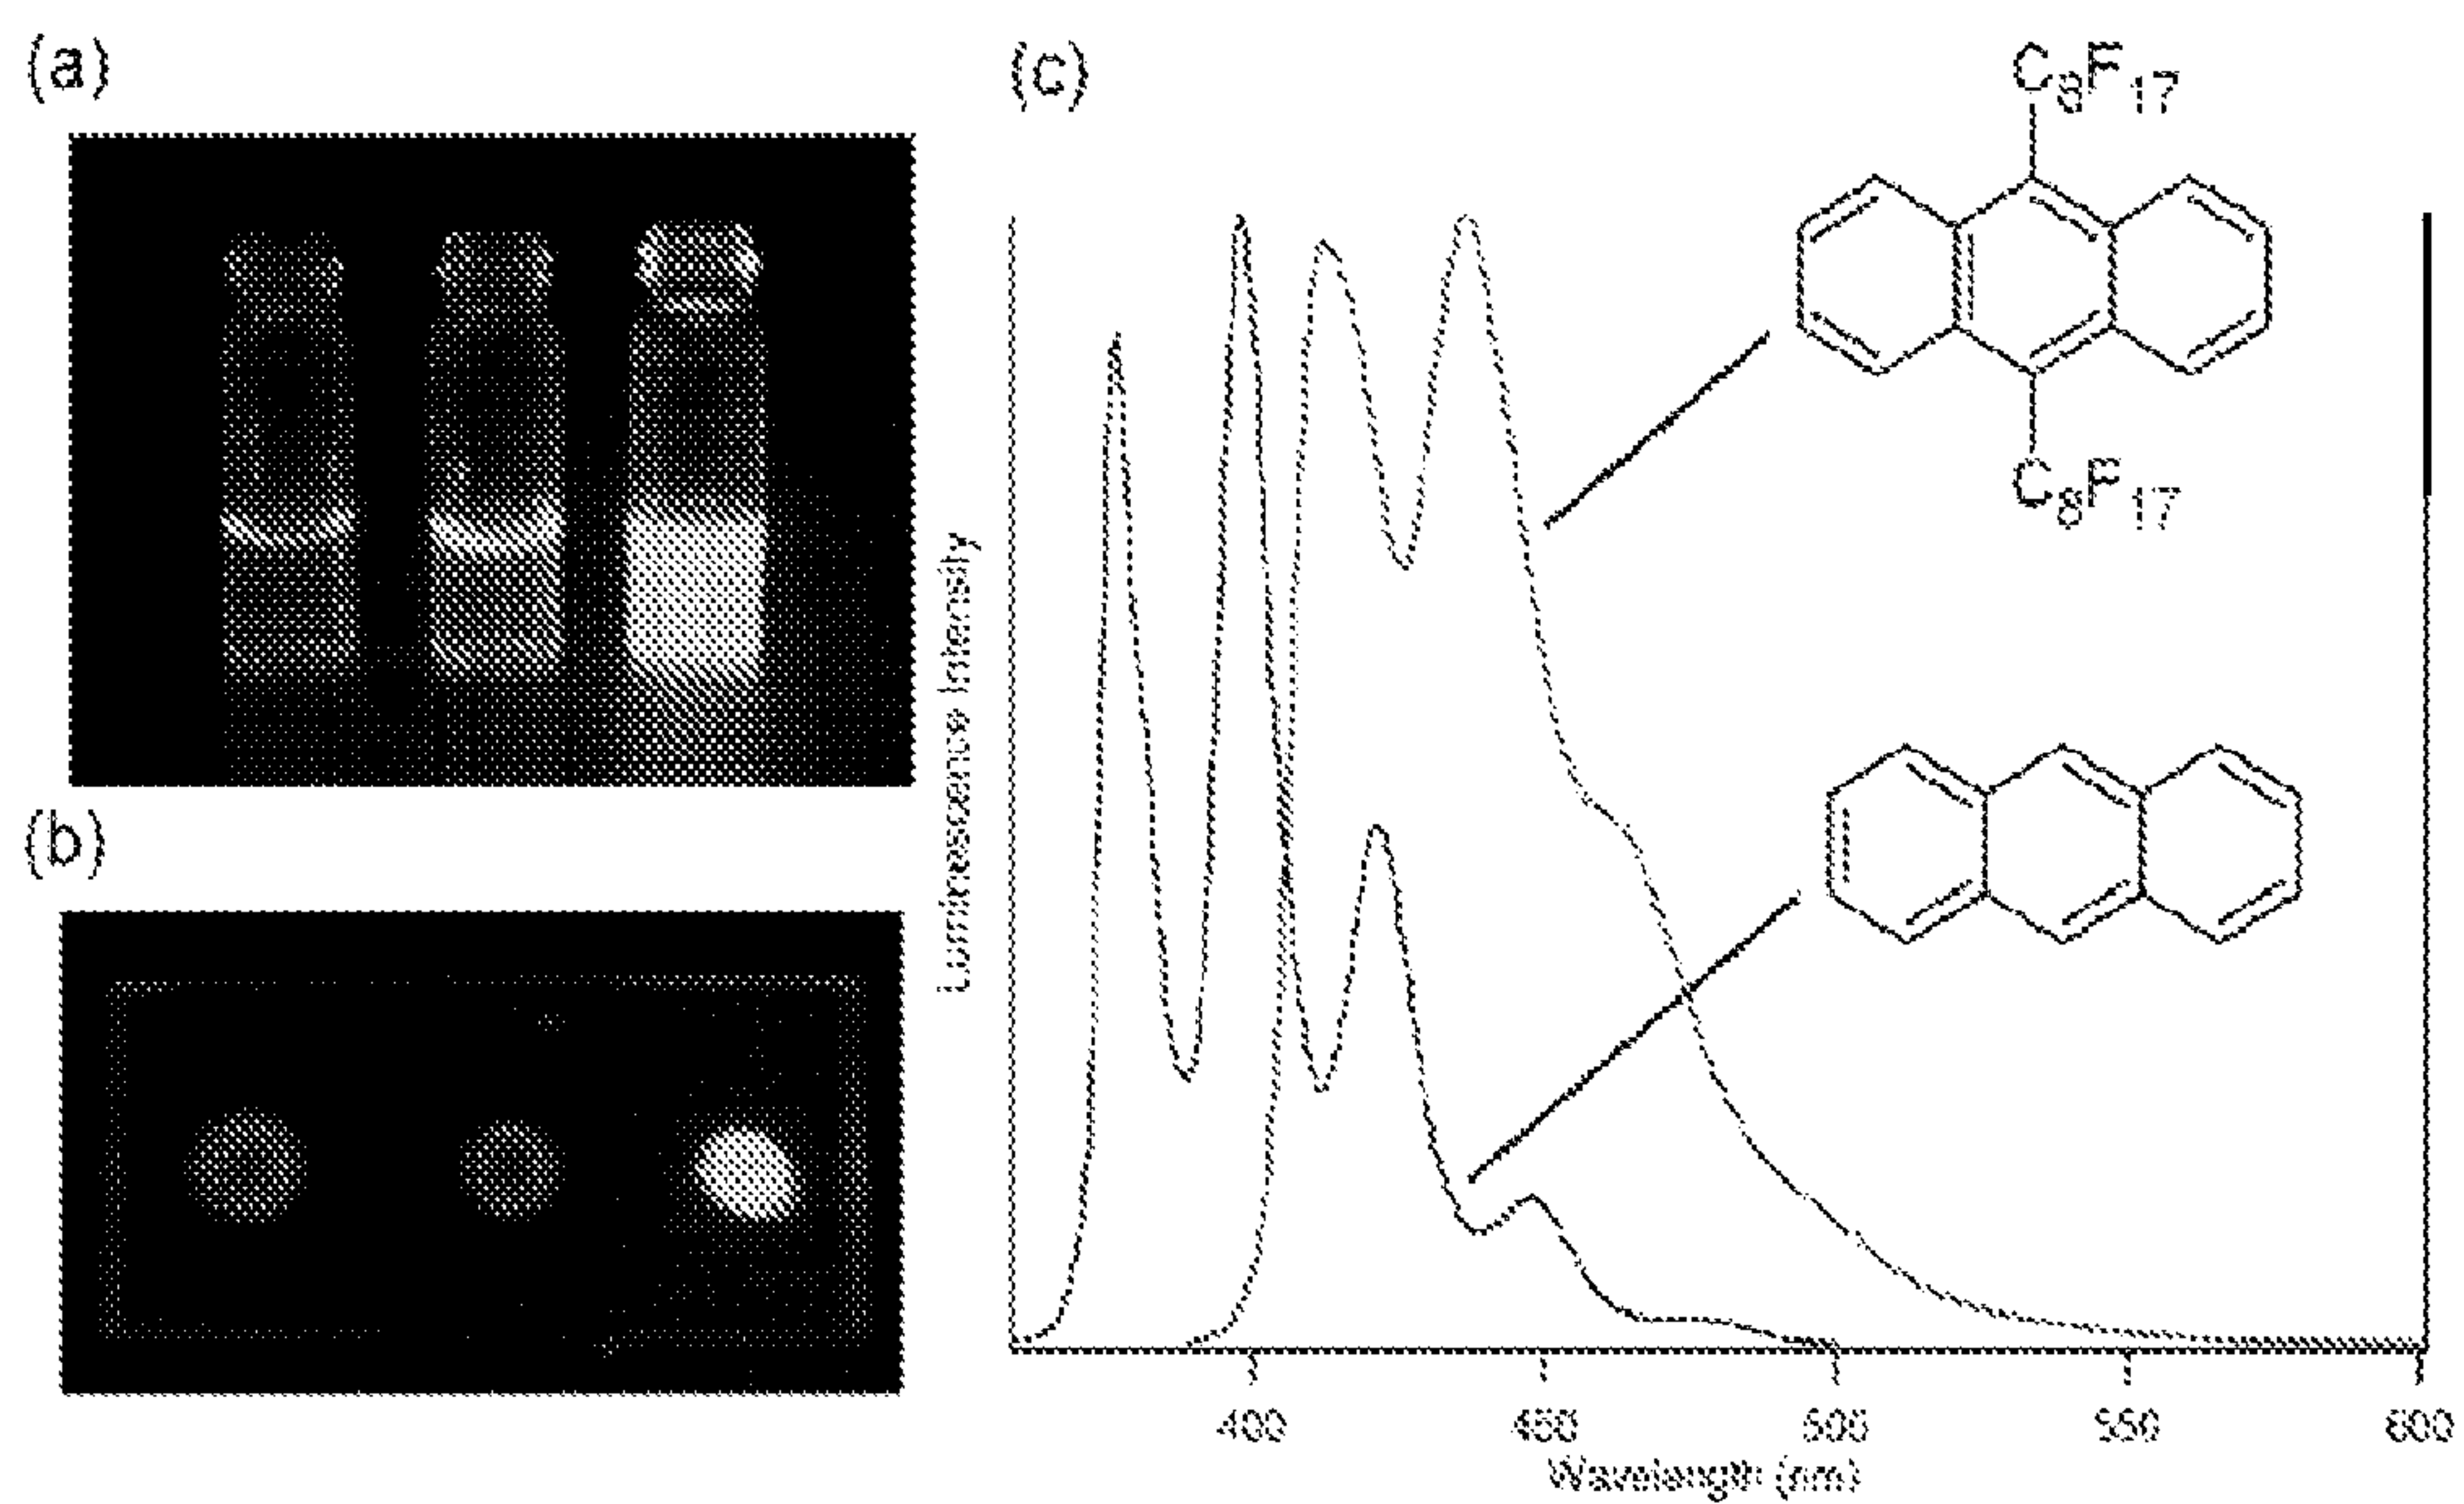 (a)
(c)
C8F17
C8F17
Luminescence Intensity
(b)
400
450
500
550
600
Wavelength (nm)